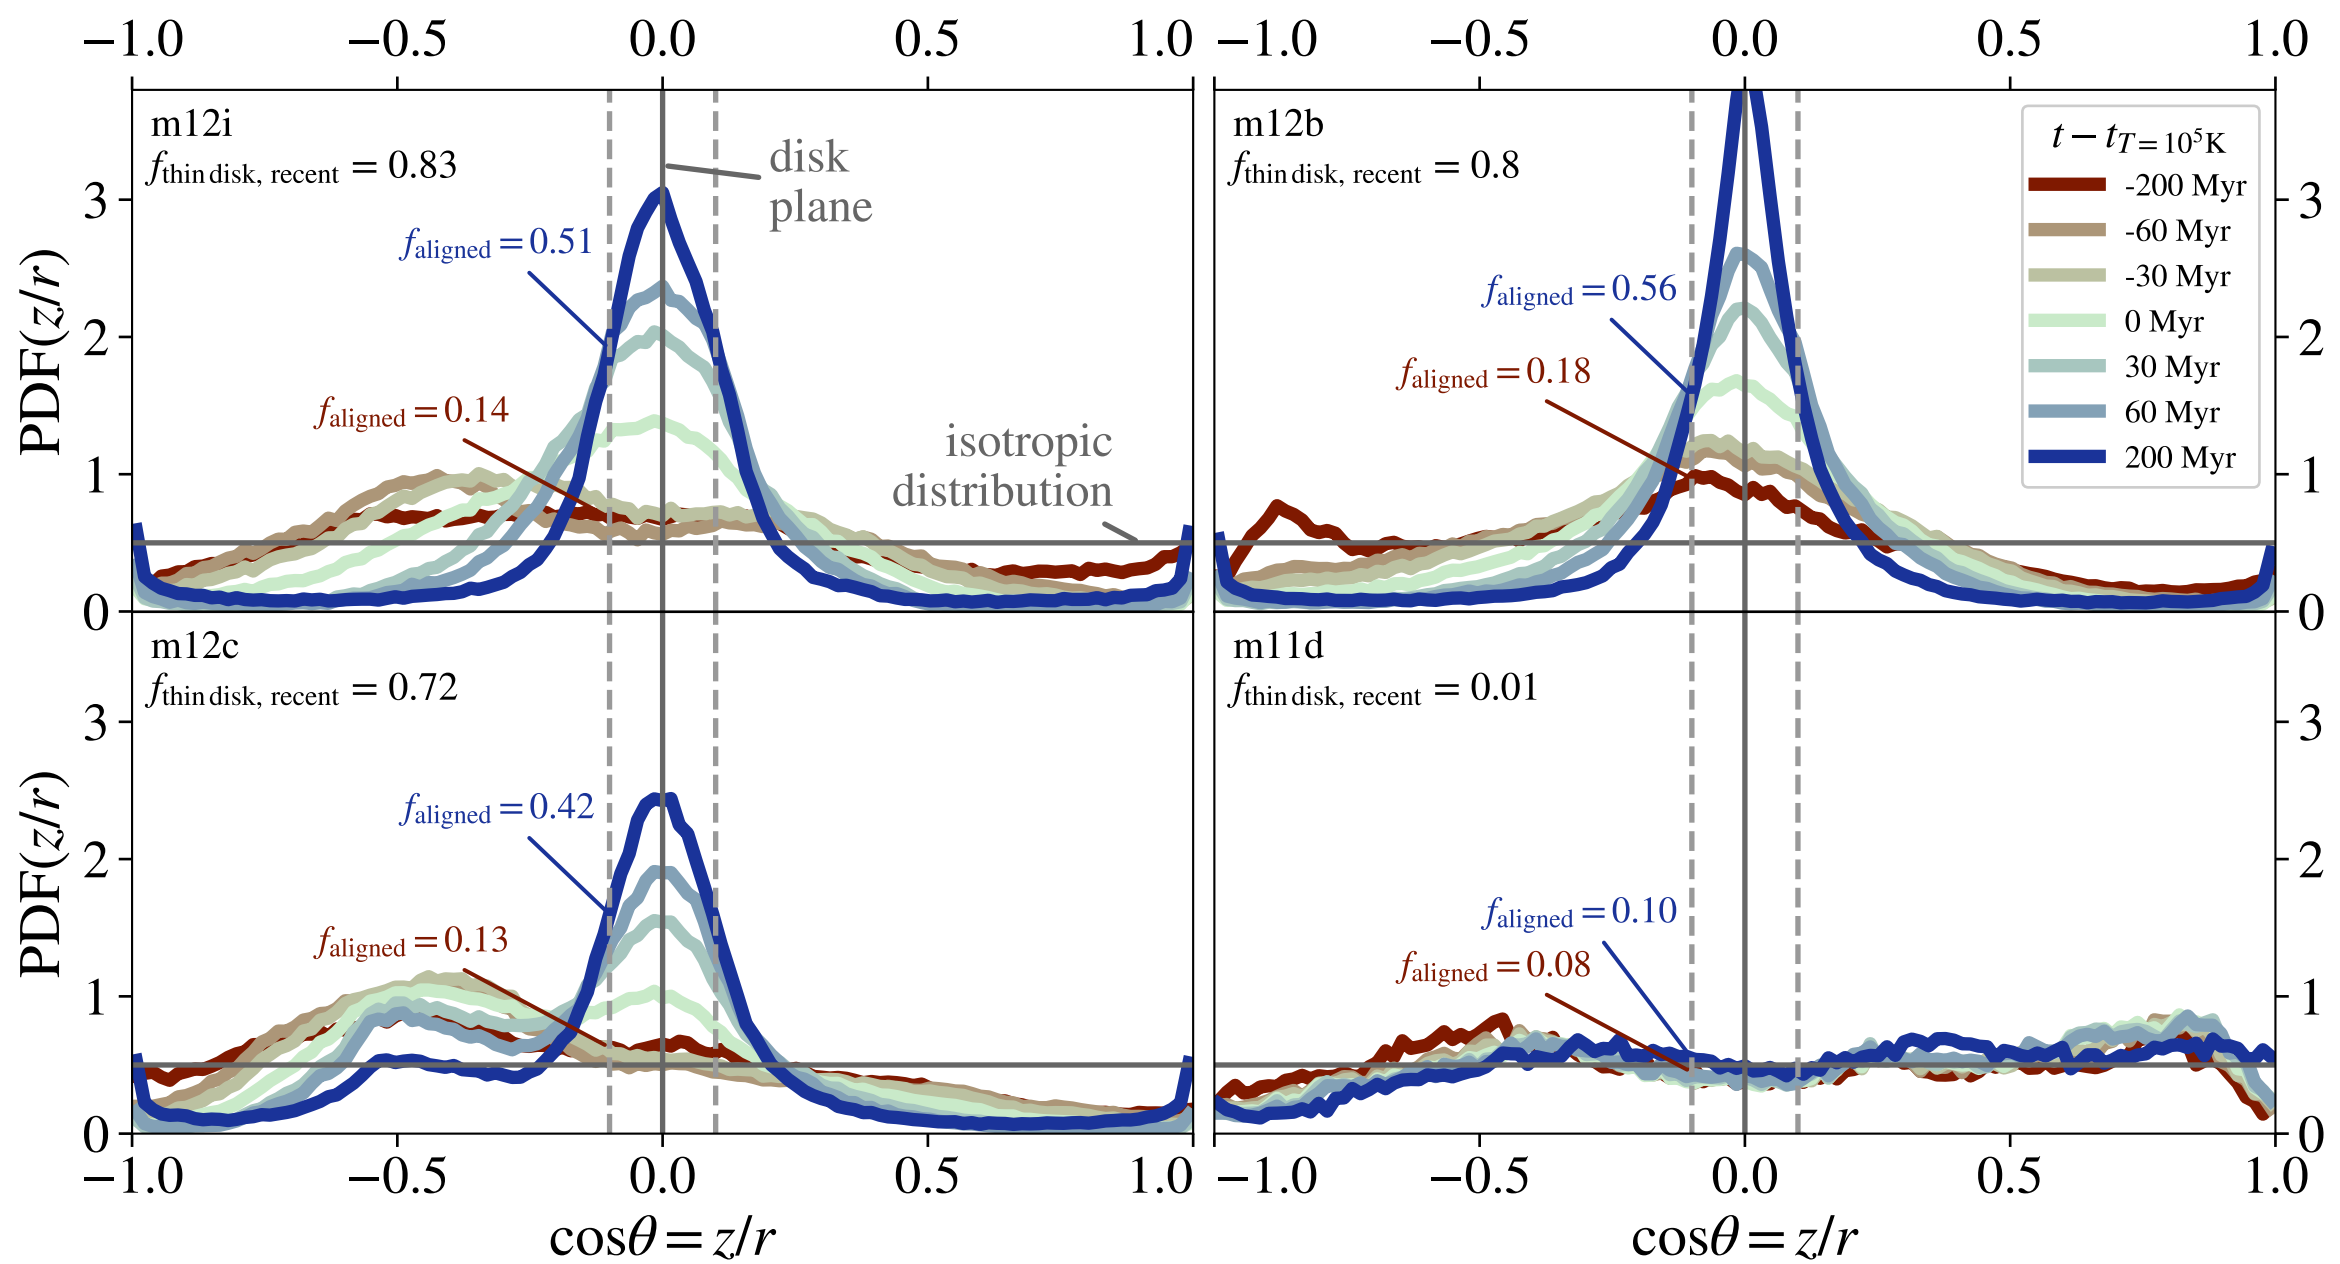 −1.0 −0.5 0.0 0.5 1.0 −1.0 −0.5 0.0 0.5 1.0
m12i
f_thin disk, recent = 0.83
disk
plane
f_aligned = 0.51
f_aligned = 0.14
isotropic
distribution
PDF(z/r)
3
2
1
0
m12b
f_thin disk, recent = 0.8
f_aligned = 0.56
f_aligned = 0.18
t − t_T = 10⁵K
-200 Myr
-60 Myr
-30 Myr
0 Myr
30 Myr
60 Myr
200 Myr
3
2
1
0
m12c
f_thin disk, recent = 0.72
f_aligned = 0.42
f_aligned = 0.13
PDF(z/r)
3
2
1
0
m11d
f_thin disk, recent = 0.01
f_aligned = 0.10
f_aligned = 0.08
3
2
1
0
−1.0 −0.5 0.0 0.5 1.0 −1.0 −0.5 0.0 0.5 1.0
cosθ = z/r
cosθ = z/r